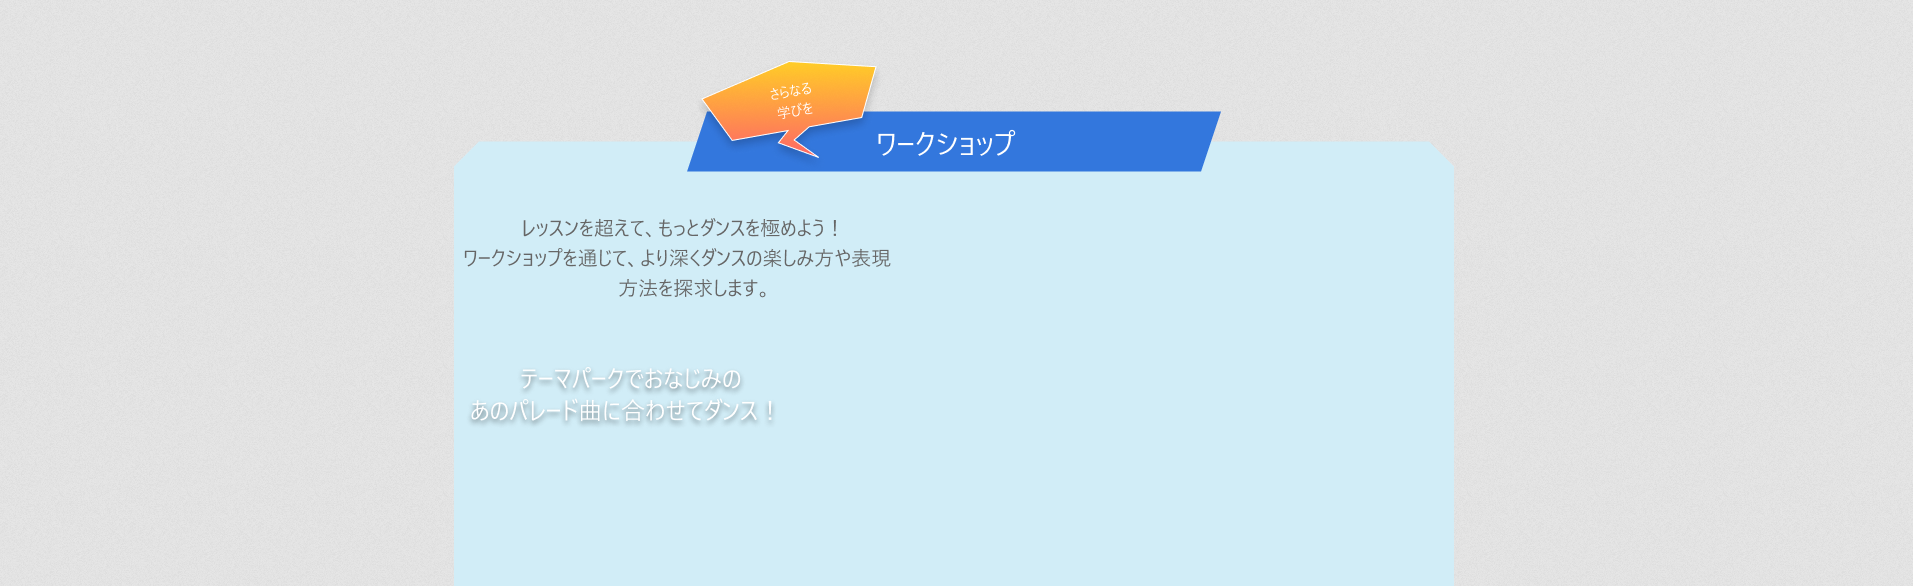 さらなる
学びを
ワークショップ
レッスンを超えて、もっとダンスを極めよう！
ワークショップを通じて、より深くダンスの楽しみ方や表現
方法を探求します。
テーマパークでおなじみの
あのパレード曲に合わせてダンス！